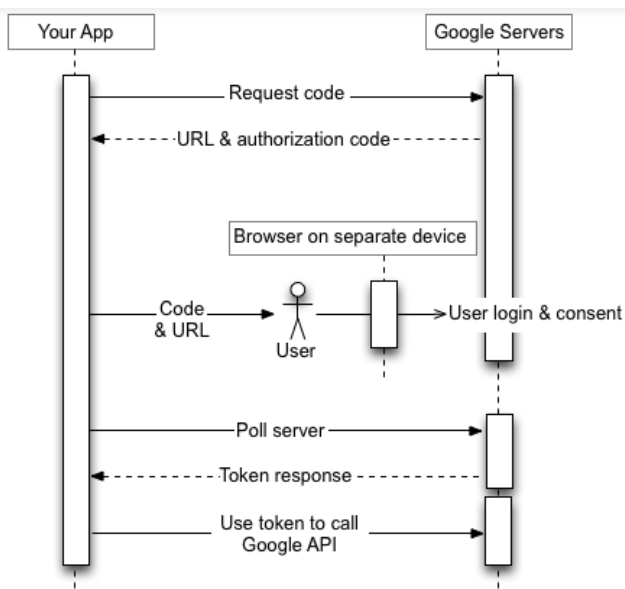 Your App
Google Servers
Request code
URL & authorization code
Browser on separate device
Code
& URL
User
User login & consent
Poll server
Token response
Use token to call
Google API